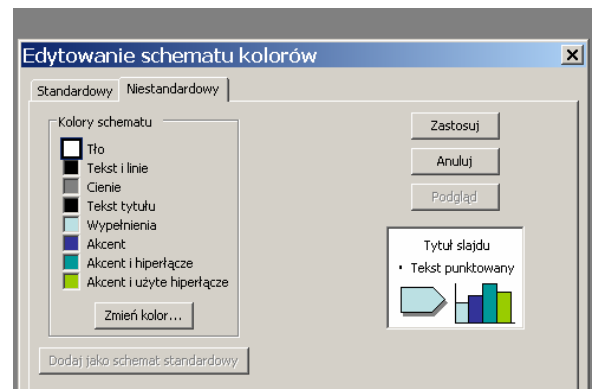 Edytowanie schematu kolorów
Standardowy Niestandardowy
Kolory schematu
Tło
Tekst i linie
Cienie
Tekst tytułu
Wypełnienia
Akcent
Akcent i hiperłącze
Akcent i użyte hiperłącze
Zmień kolor...
Dodaj jako schemat standardowy
Zastosuj
Anuluj
Podgląd
Tytuł slajdu
• Tekst punktowany